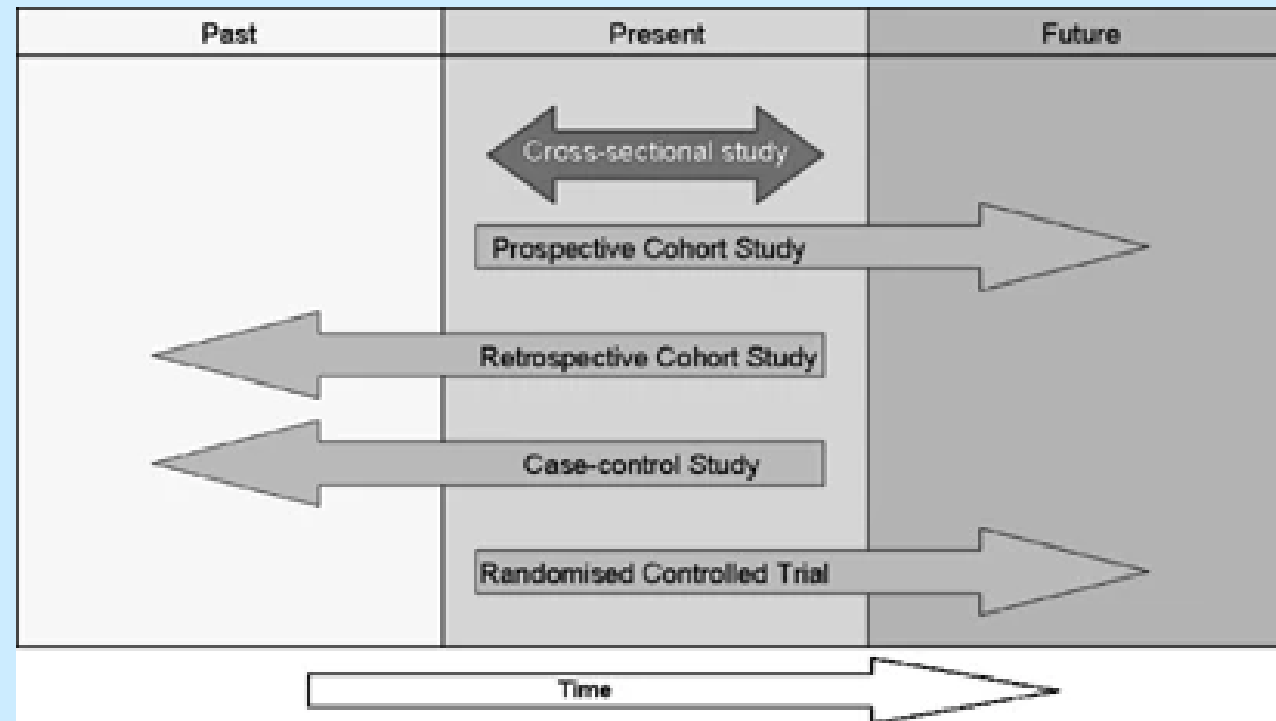 Past
Present
Future
Cross-sectional study
Prospective Cohort Study
Retrospective Cohort Study
Case-control Study
Randomised Controlled Trial
Time